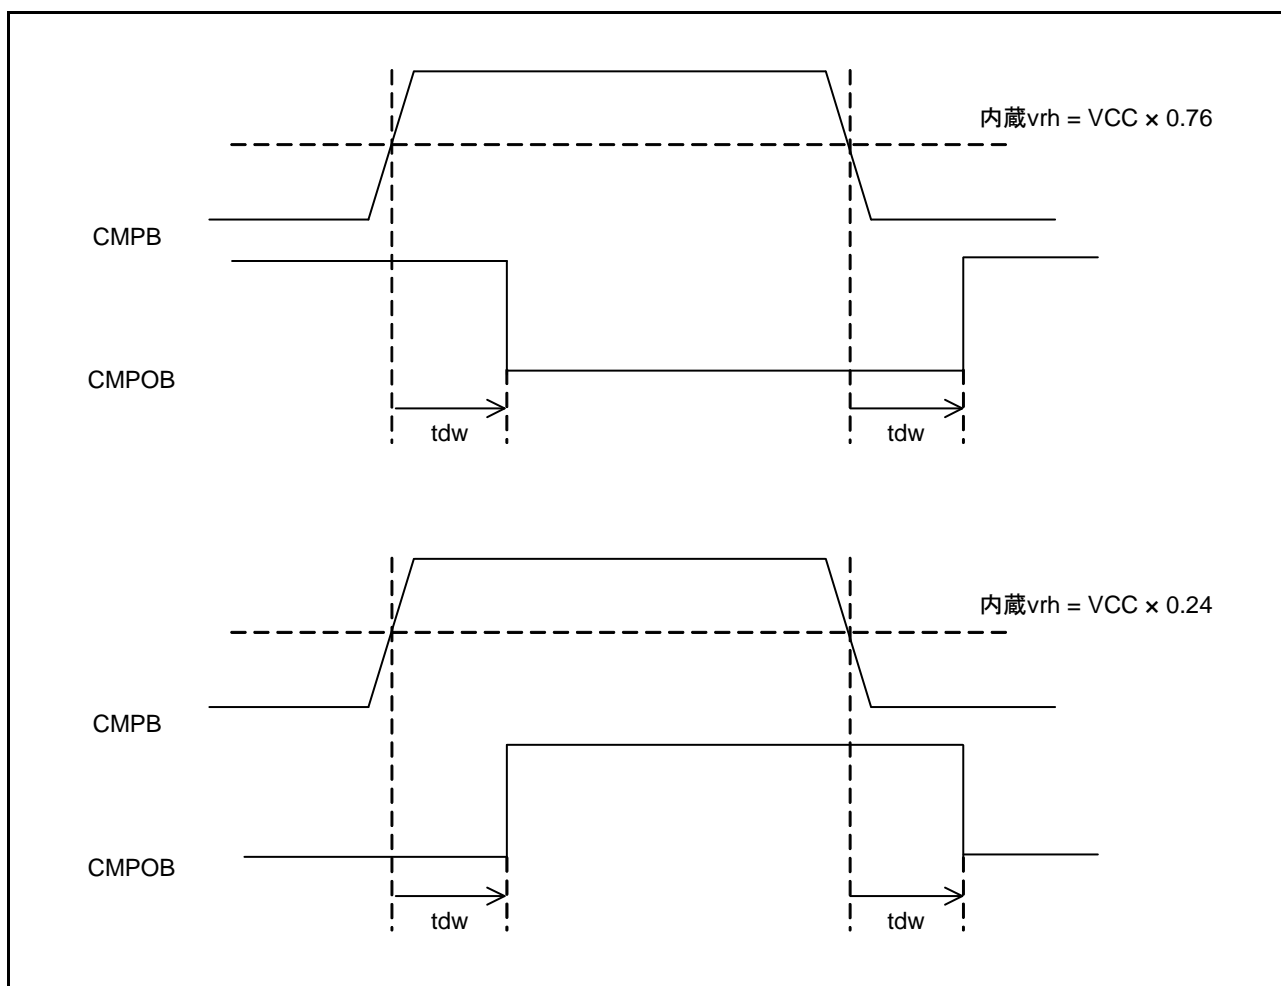 内蔵vrh = VCC × 0.76
CMPB
CMPOB
tdw
tdw
内蔵vrh = VCC × 0.24
CMPB
CMPOB
tdw
tdw